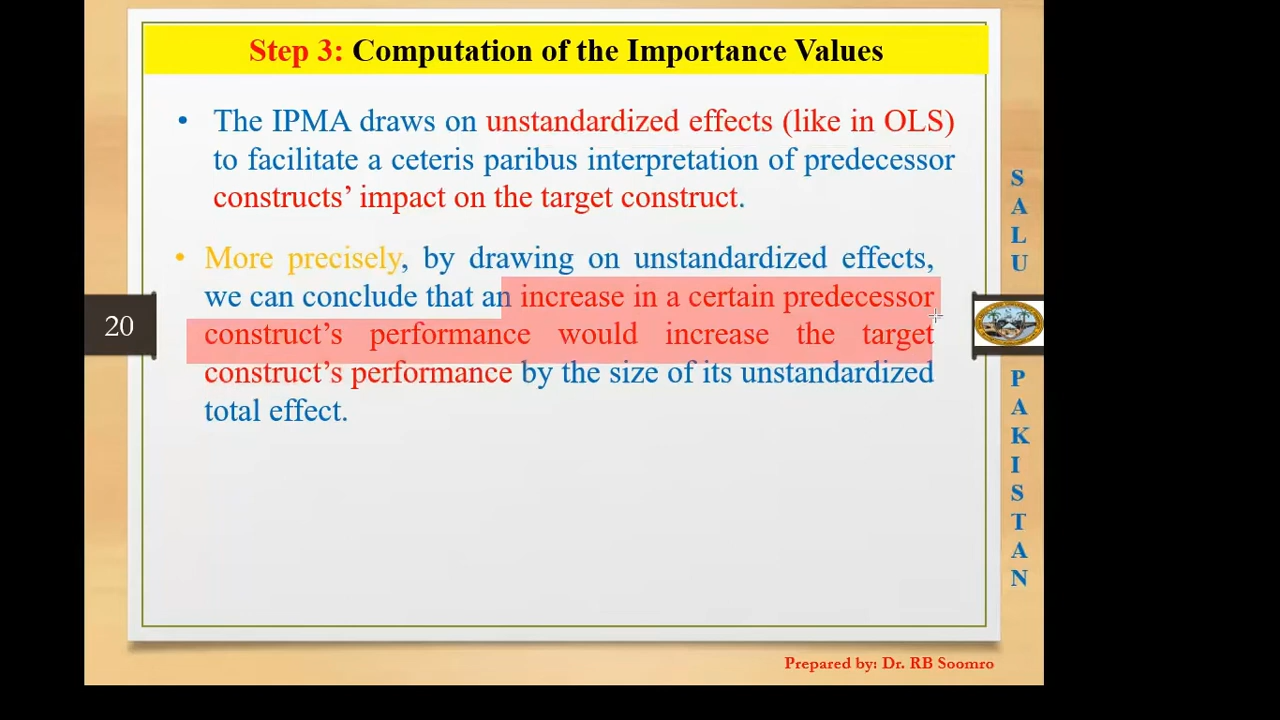 Step 3: Computation of the Importance Values
• The IPMA draws on unstandardized effects (like in OLS)
to facilitate a ceteris paribus interpretation of predecessor
constructs’ impact on the target construct.
• More precisely, by drawing on unstandardized effects,
we can conclude that an increase in a certain predecessor
construct’s performance would increase the target
construct’s performance by the size of its unstandardized
total effect.
20
S
A
L
U
P
A
K
I
S
T
A
N
Prepared by: Dr. RB Soomro